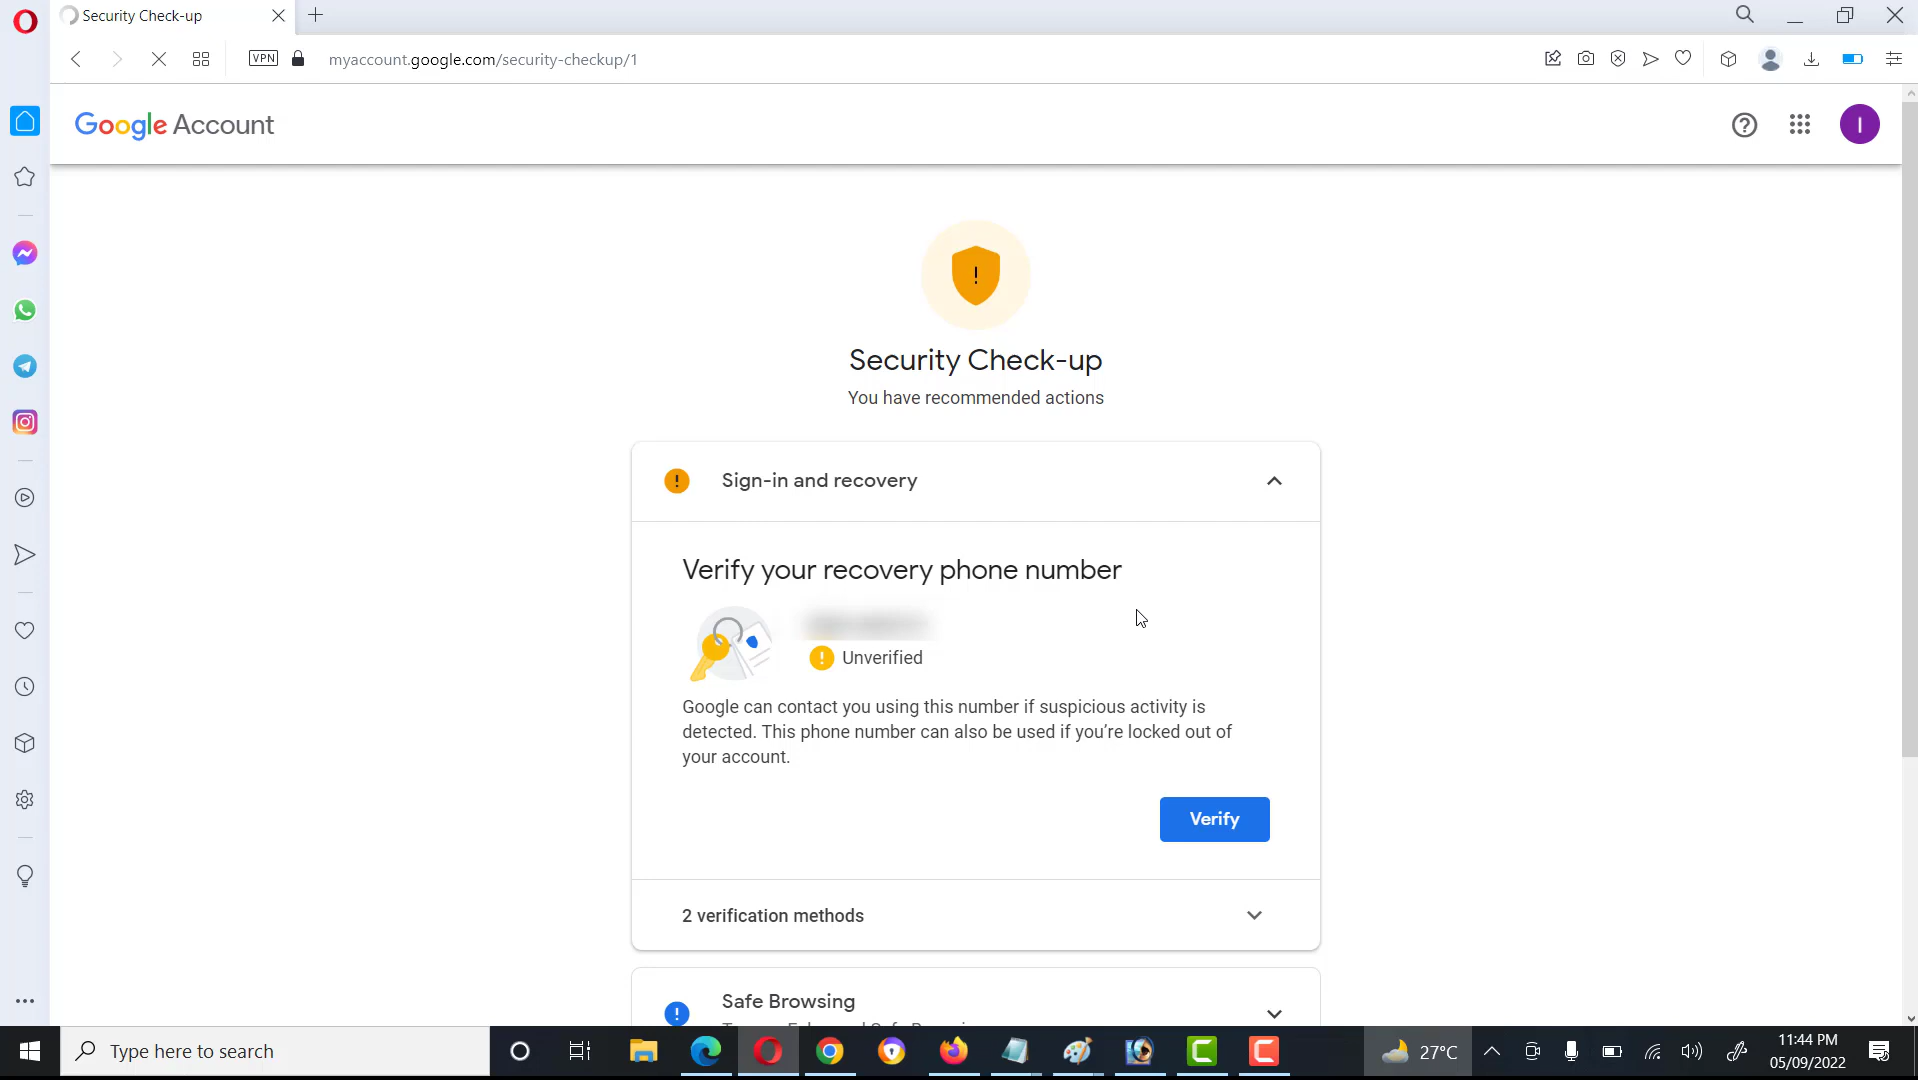 Security Check-up
VPN
myaccount.google.com/security-checkup/1
Google Account
I
Security Check-up
You have recommended actions
Sign-in and recovery
Verify your recovery phone number
Unverified
Google can contact you using this number if suspicious activity is
detected. This phone number can also be used if you're locked out of
your account.
Verify
2 verification methods
Safe Browsing
Type here to search
27°C
11:44 PM
05/09/2022